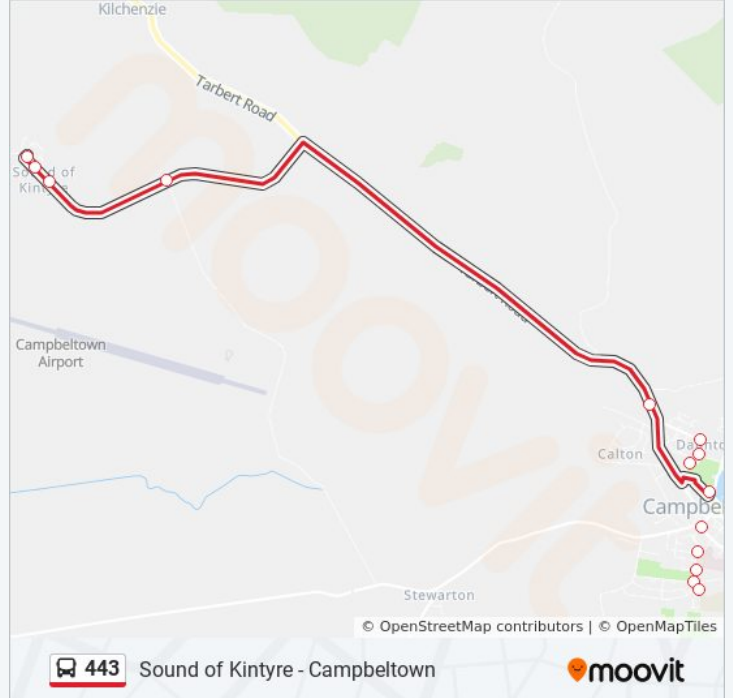 Kilchenzie
Tarbert Road
Sound of
Kintyre
Campbeltown
Airport
Calton
Campbel
Stewarton
© OpenStreetMap contributors | © OpenMapTiles
443 Sound of Kintyre - Campbeltown
moovit